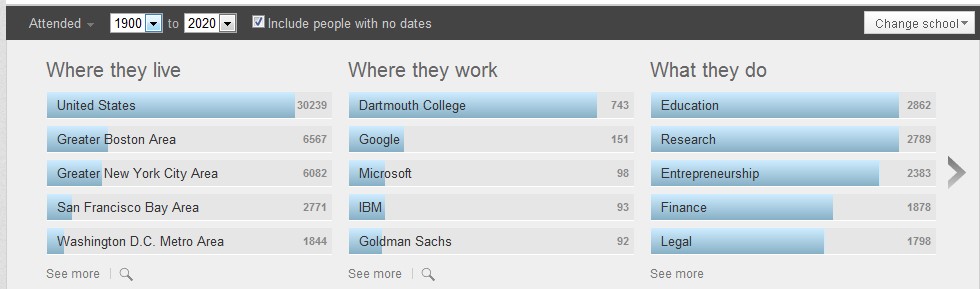 Attended 1900 to 2020 Include people with no dates Change school
Where they live
United States 30239
Greater Boston Area 6567
Greater New York City Area 6082
San Francisco Bay Area 2771
Washington D.C. Metro Area 1844
See more
Where they work
Dartmouth College 743
Google 151
Microsoft 98
IBM 93
Goldman Sachs 92
See more
What they do
Education 2862
Research 2789
Entrepreneurship 2383
Finance 1878
Legal 1798
See more